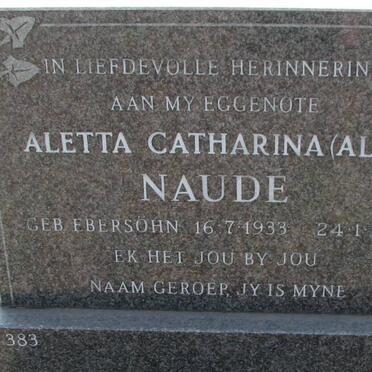 IN LIEFDEVOLLE HERINNERIN
AAN MY EGGENOTE
ALETTA CATHARINA (AL
NAUDE
GEB EBERSÖHN 16.7.1933 24.1.
EK HET JOU BY JOU
NAAM GEROEP, JY IS MYNE
383